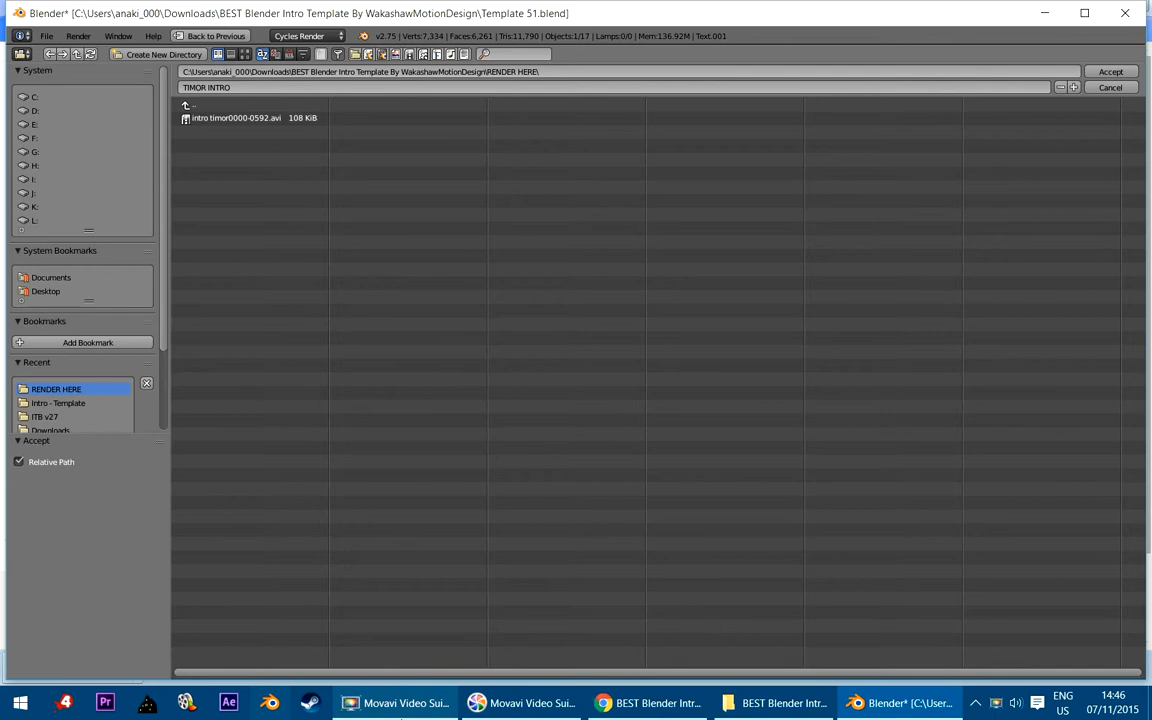 Blender* [C:\Users\anaki_000\Downloads\BEST Blender Intro Template By WakashawMotionDesign\Template 51.blend]
File Render Window Help Back to Previous Cycles Render v2.75 | Verts:7,334 | Faces:6,261 | Tris:11,790 | Objects:1/17 | Lamps:0/0 | Mem:136.92M | Text.001
Create New Directory
System
C:\Users\anaki_000\Downloads\BEST Blender Intro Template By WakashawMotionDesign\RENDER HERE\ Accept
TIMOR INTRO Cancel
C:
D:
E:
F:
G:
H:
I:
J:
K:
L:
..
intro timor0000-0592.avi 108 KiB
System Bookmarks
Documents
Desktop
Bookmarks
Add Bookmark
Recent
RENDER HERE
Intro - Template
ITB v27
Downloads
Accept
Relative Path
Pr Ae Movavi Video Sui... Movavi Video Sui... BEST Blender Intr... BEST Blender Intr... Blender* [C:\User... ENG US 14:46 07/11/2015